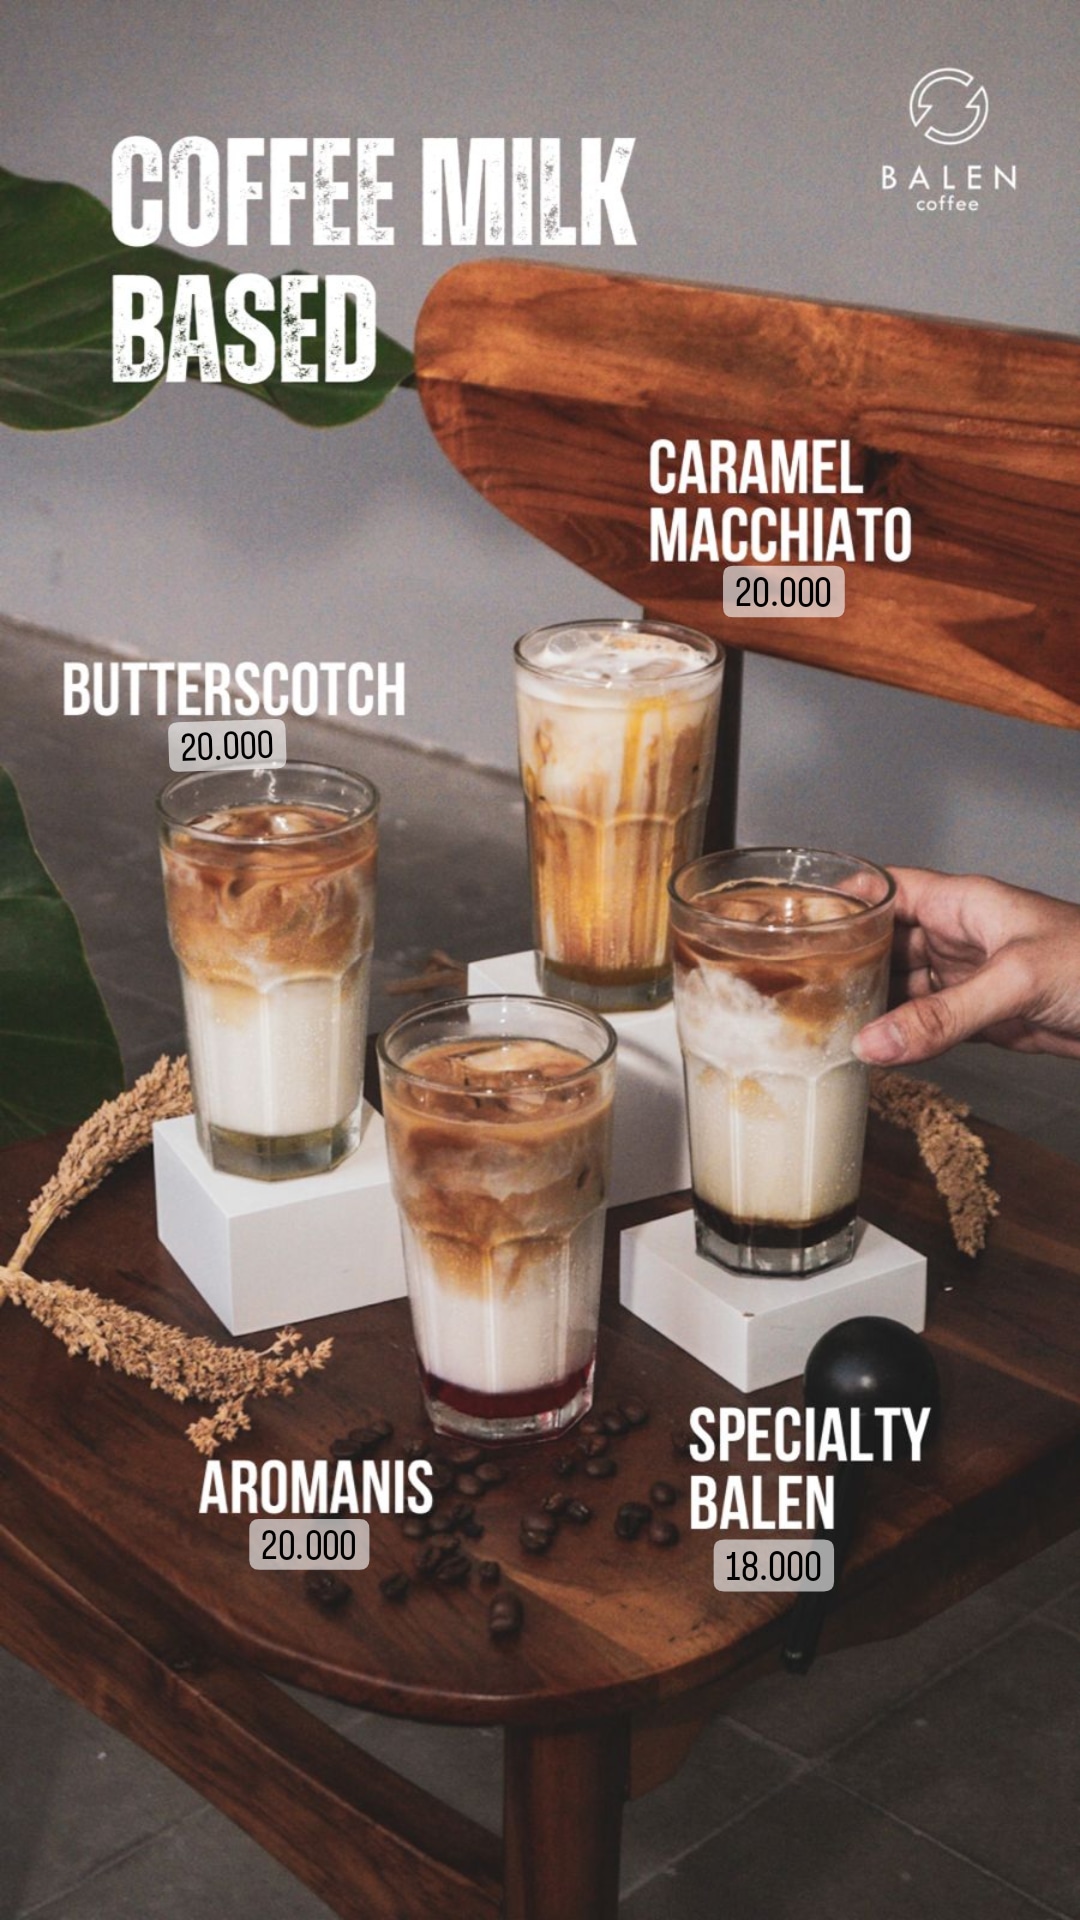 BALEN
coffee
COFFEE MILK
BASED
CARAMEL
MACCHIATO
20.000
BUTTERSCOTCH
20.000
AROMANIS
20.000
SPECIALTY
BALEN
18.000